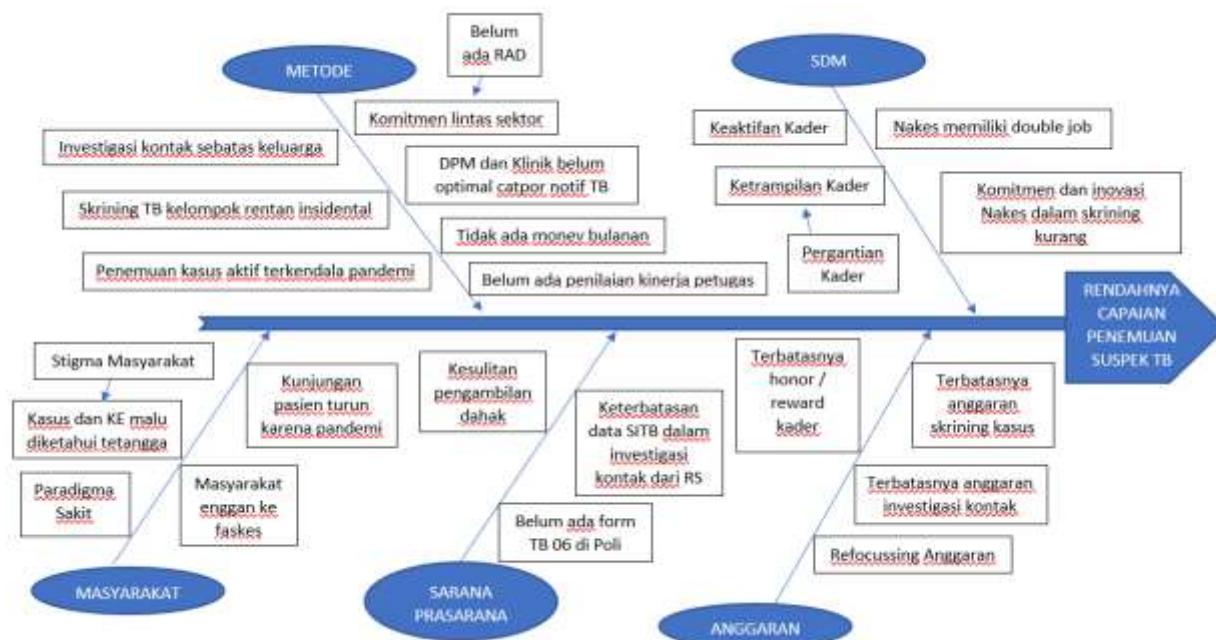 Belum
ada RAD
METODE
SDM
Komitmen lintas sektor
Keaktifan Kader
Nakes memiliki double job
Investigasi kontak sebatas keluarga
DPM dan Klinik belum
optimal catpor notif TB
Ketrampilan Kader
Komitmen dan inovasi
Nakes dalam skrining
kurang
Skrining TB kelompok rentan insidental
Tidak ada monev bulanan
Pergantian
Kader
Penemuan kasus aktif terkendala pandemi
Belum ada penilaian kinerja petugas
RENDAHNYA
CAPAIAN
PENEMUAN
SUSPEK TB
Stigma Masyarakat
Kunjungan
pasien turun
karena pandemi
Kesulitan
pengambilan
dahak
Terbatasnya
honor /
reward
kader
Terbatasnya
anggaran
skrining kasus
Kasus dan KE malu
diketahui tetangga
Keterbatasan
data SITB dalam
investigasi
kontak dari RS
Paradigma
Sakit
Masyarakat
enggan ke
faskes
Terbatasnya anggaran
investigasi kontak
Belum ada form
TB 06 di Poli
Refocussing Anggaran
MASYARAKAT
SARANA
PRASARANA
ANGGARAN